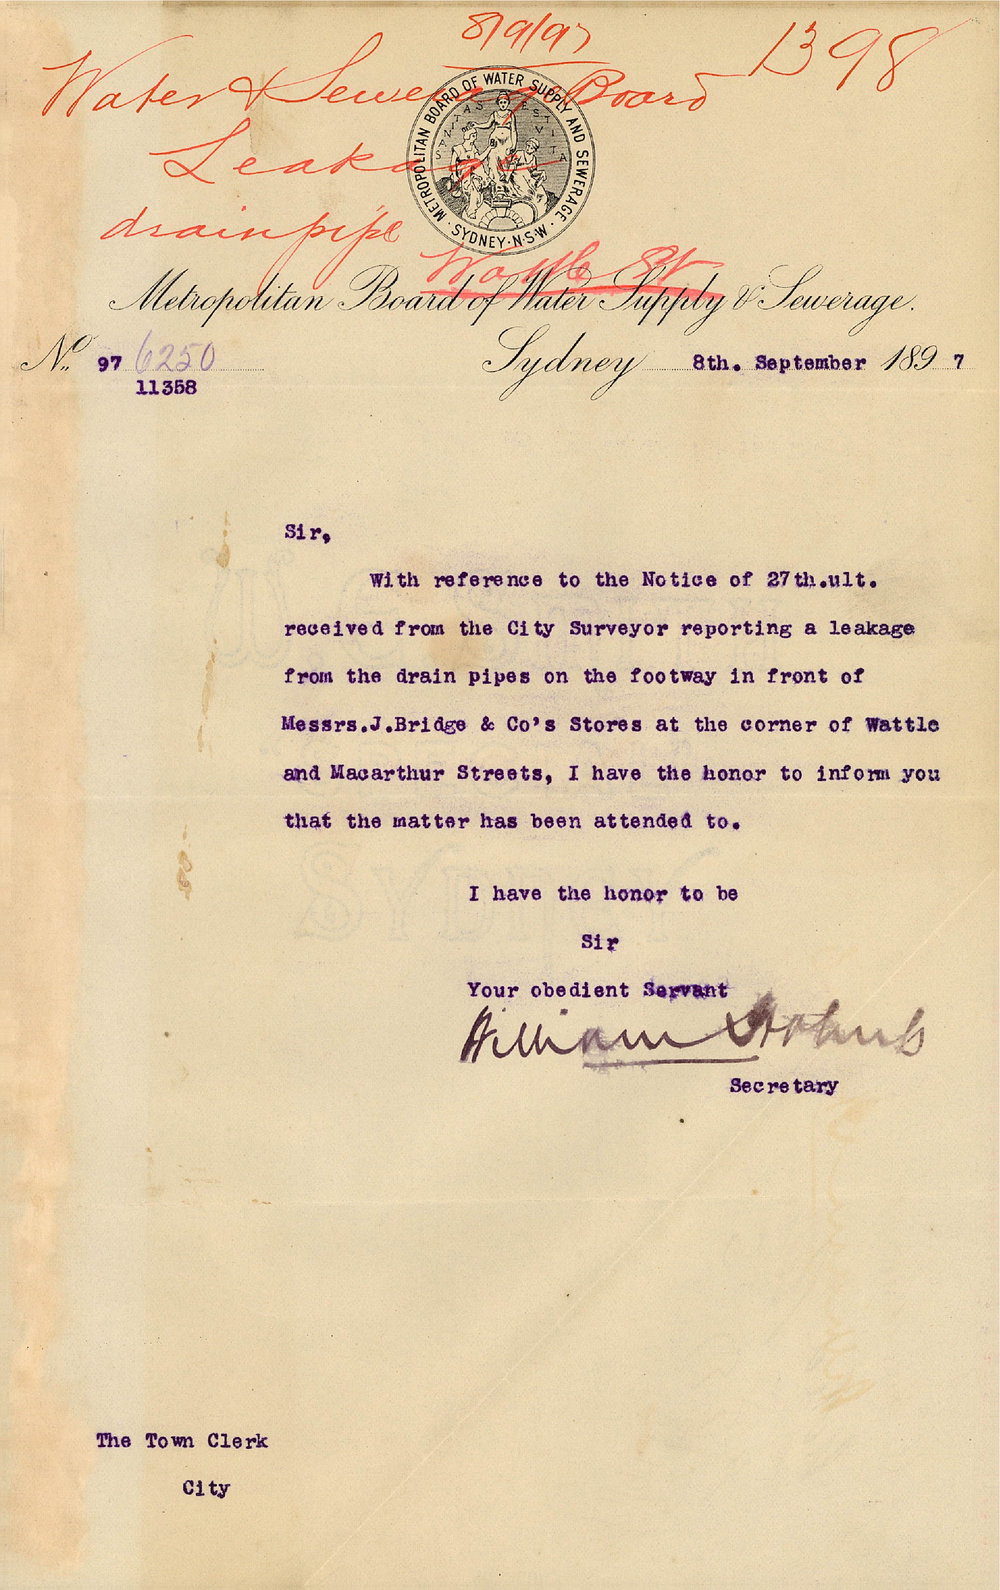 8/9/97
1398
Water & Sewerage Board
Leakage
drainpipe
Wattle St
METROPOLITAN BOARD OF WATER SUPPLY AND SEWERAGE
· SYDNEY · N · S · W ·
Metropolitan Board of Water Supply & Sewerage.
No. 97 6250
11358
Sydney 8th. September 1897
Sir,
With reference to the Notice of 27th.ult.
received from the City Surveyor reporting a leakage
from the drain pipes on the footway in front of
Messrs.J.Bridge & Co's Stores at the corner of Wattle
and Macarthur Streets, I have the honor to inform you
that the matter has been attended to.
I have the honor to be
Sir
Your obedient Servant
William Holmes
Secretary
The Town Clerk
City